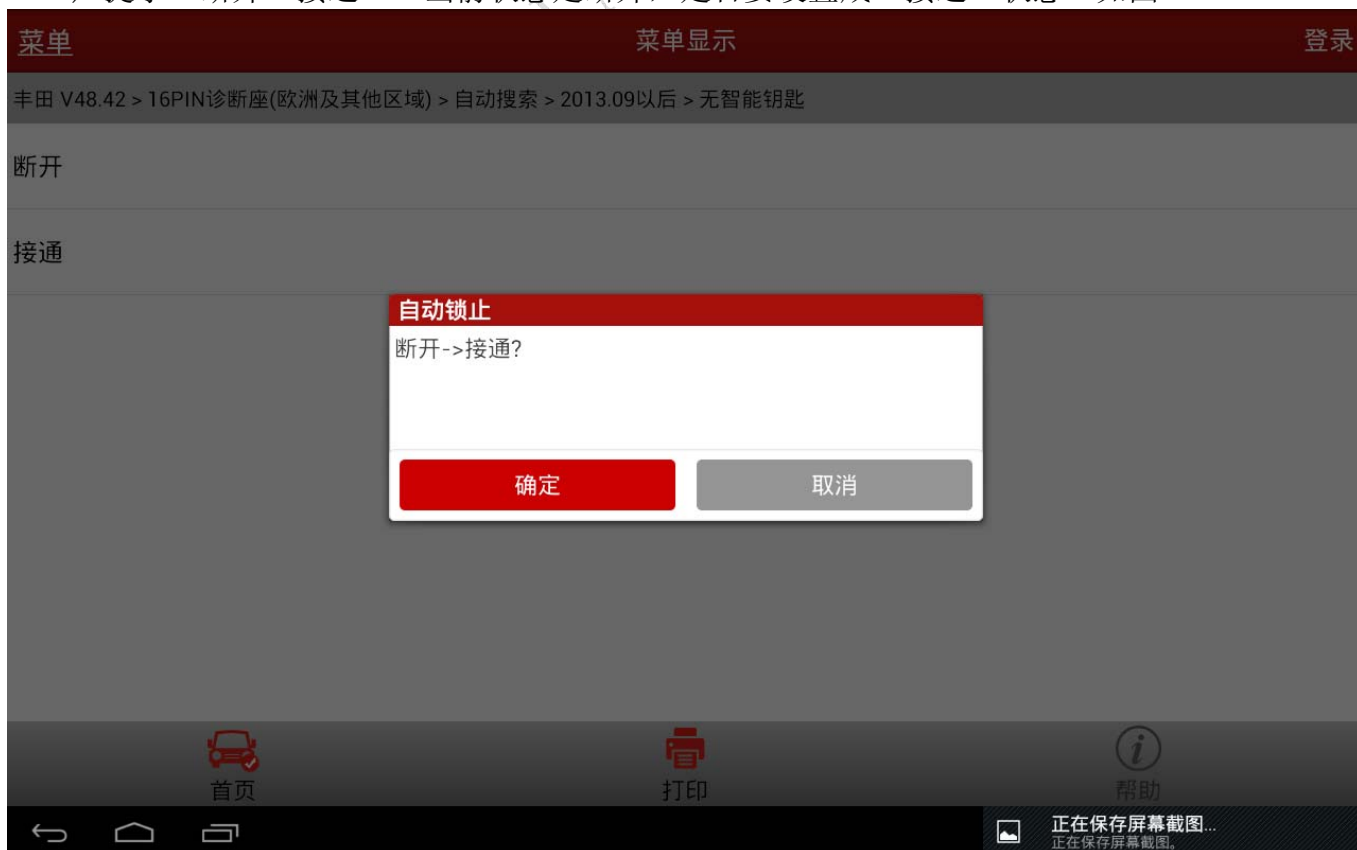 菜单
菜单显示
登录
丰田 V48.42 > 16PIN诊断座(欧洲及其他区域) > 自动搜索 > 2013.09以后 > 无智能钥匙
断开
接通
自动锁止
断开->接通?
确定
取消
首页
打印
帮助
正在保存屏幕截图...
正在保存屏幕截图。